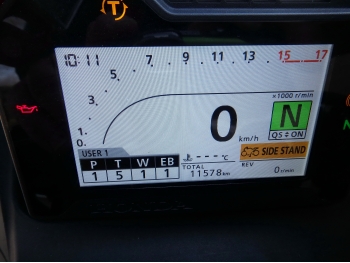 T
10:11
5 7 9 11 13 15 17
3
×1000 r/min
1
0
0 km/h
N
QS ON
USER 1
P T W EB
1 5 1 1
----°C
TOTAL
11578 km
SIDE STAND
REV
0 r/min
N